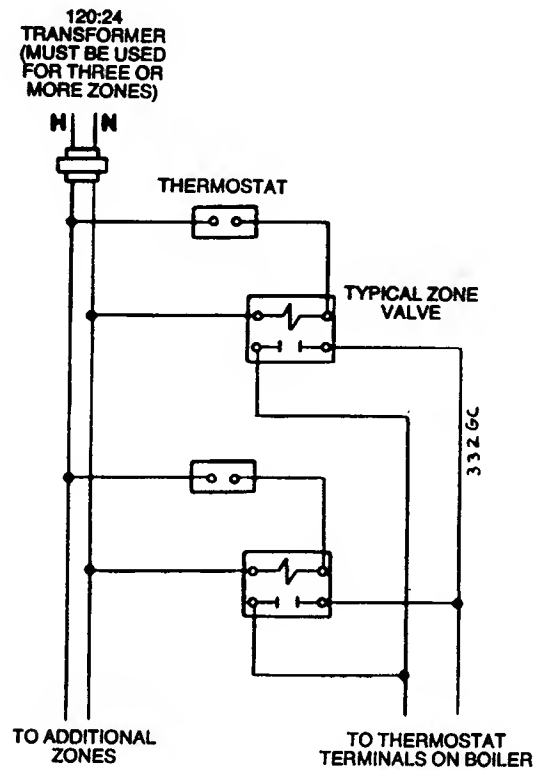 120:24
TRANSFORMER
(MUST BE USED
FOR THREE OR
MORE ZONES)
H N
THERMOSTAT
TYPICAL ZONE
VALVE
332GC
TO ADDITIONAL
ZONES
TO THERMOSTAT
TERMINALS ON BOILER